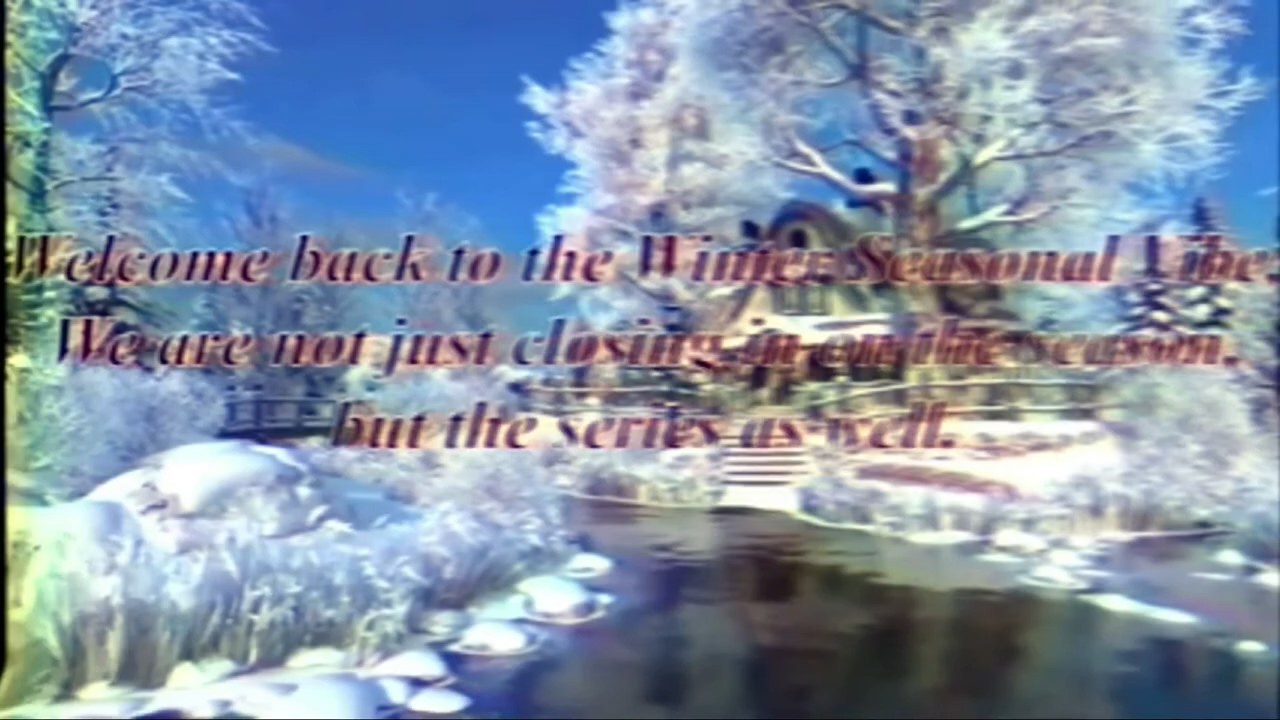 Welcome back to the Winter Seasonal Vibe.
We are not just closing in on the season,
but the series as well.